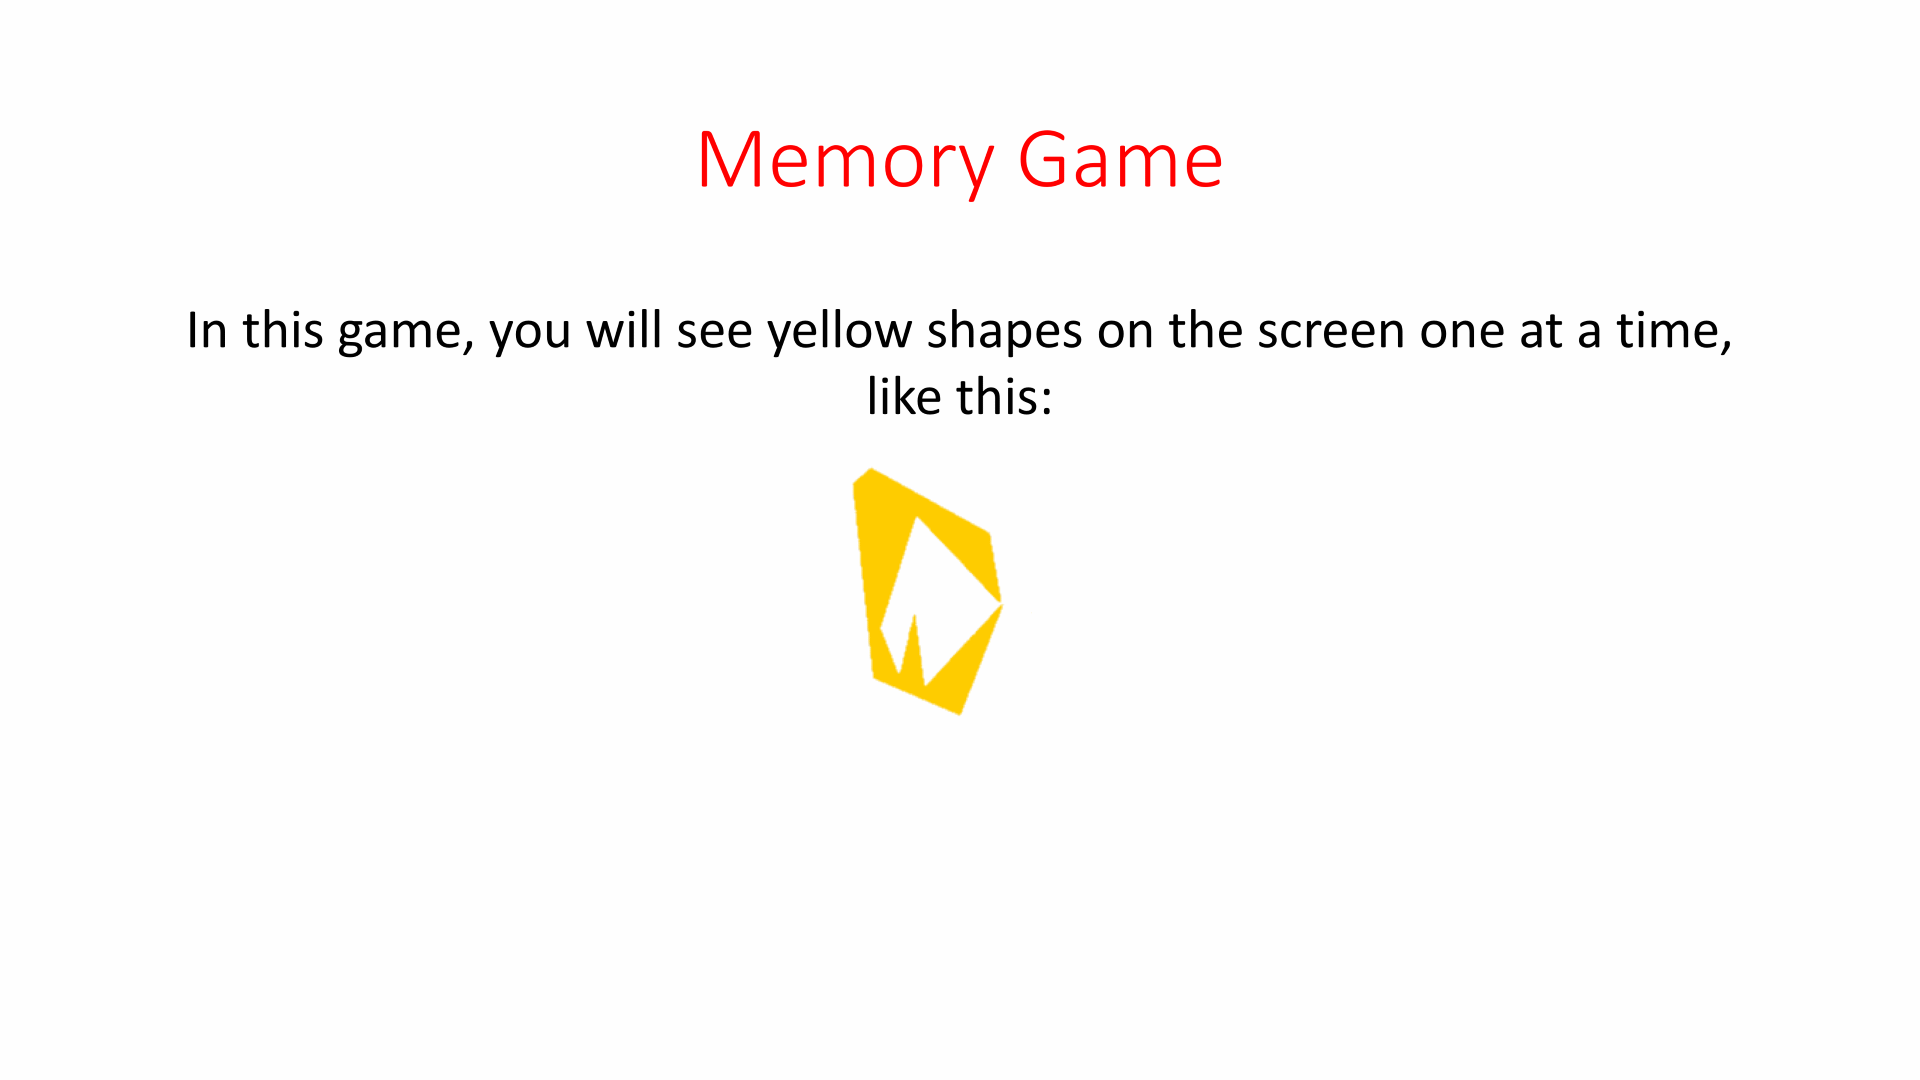 Memory Game
In this game, you will see yellow shapes on the screen one at a time,
like this: